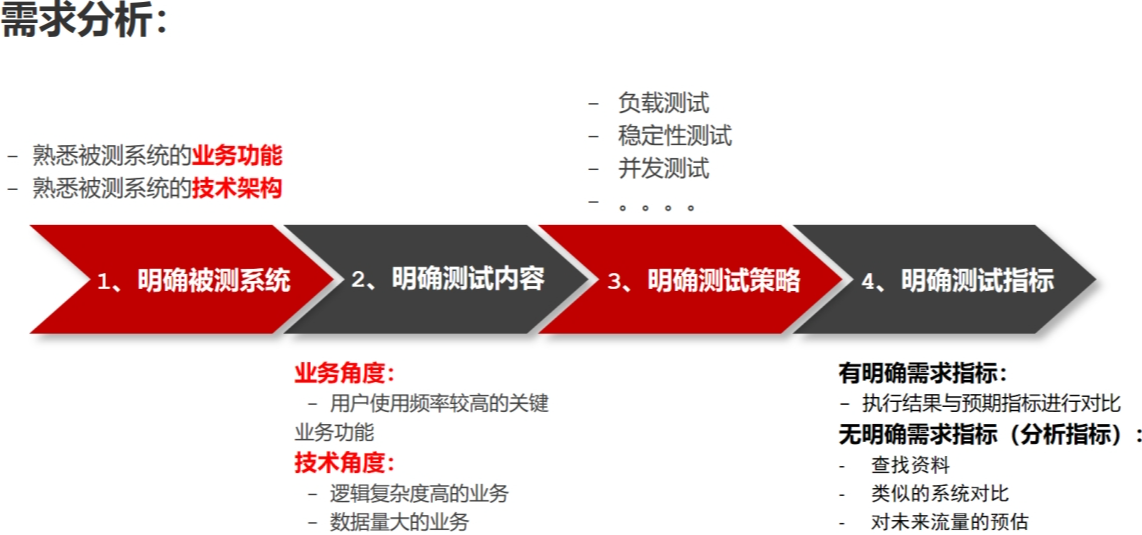 需求分析：
– 熟悉被测系统的业务功能
– 熟悉被测系统的技术架构
– 负载测试
– 稳定性测试
– 并发测试
– 。。。。
1、明确被测系统
2、明确测试内容
3、明确测试策略
4、明确测试指标
业务角度：
– 用户使用频率较高的关键
业务功能
技术角度：
– 逻辑复杂度高的业务
– 数据量大的业务
有明确需求指标：
– 执行结果与预期指标进行对比
无明确需求指标（分析指标）：
- 查找资料
- 类似的系统对比
- 对未来流量的预估